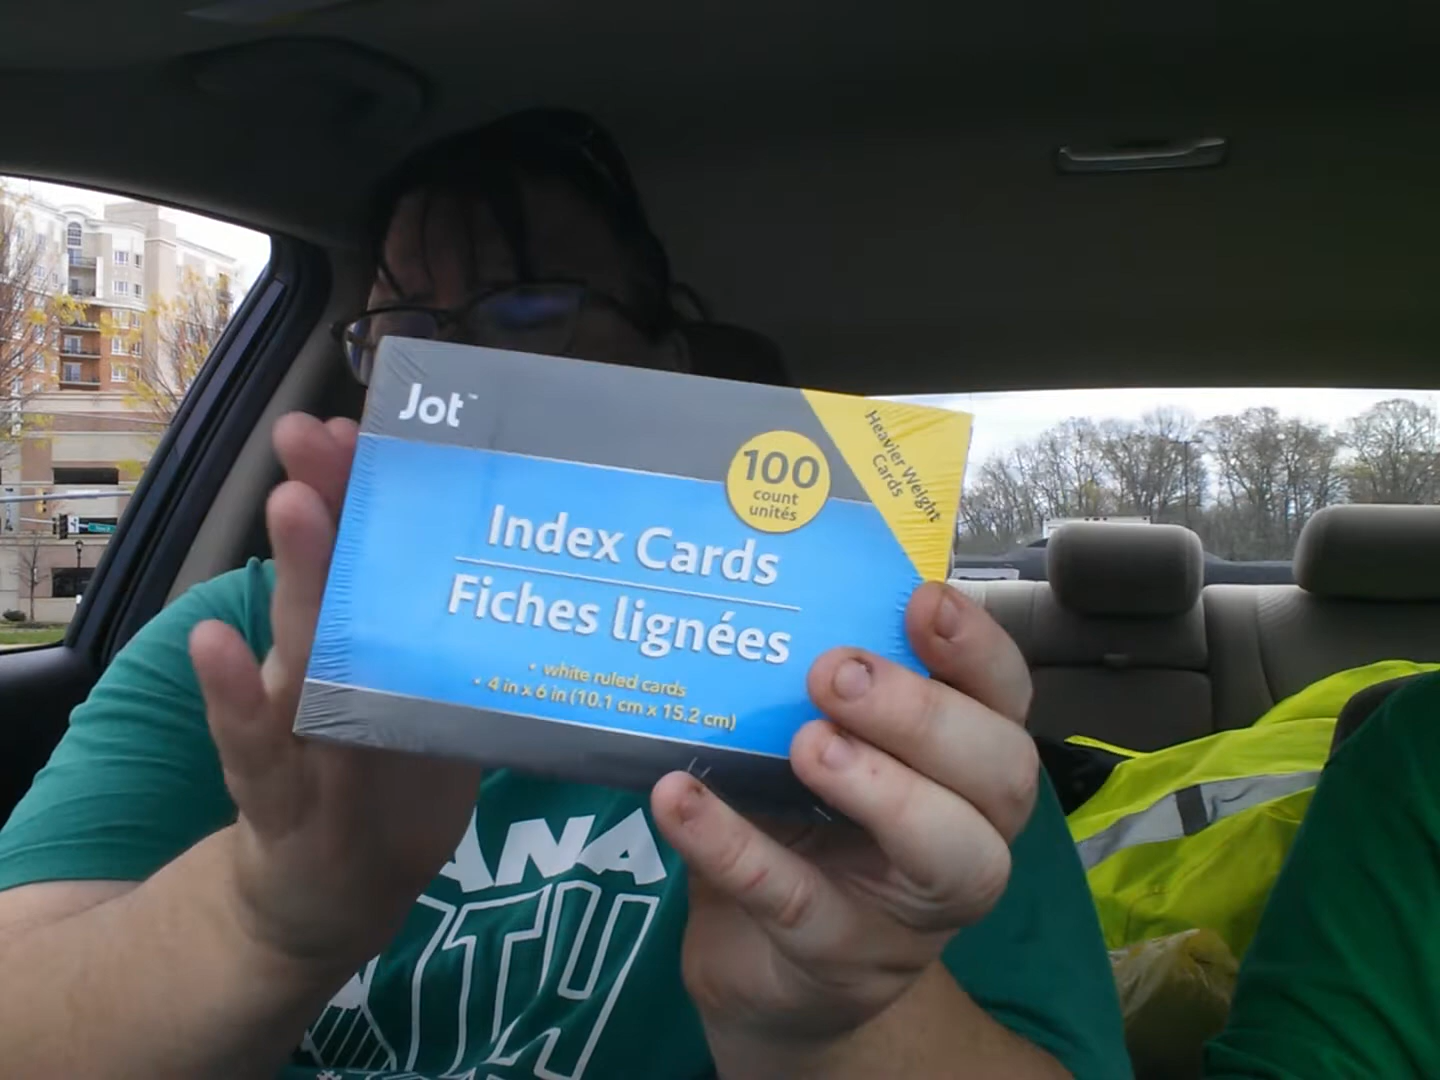 Jot™
100
count
unités
Heavier Weight
Cards
Index Cards
Fiches lignées
• white ruled cards
• 4 in x 6 in (10.1 cm x 15.2 cm)